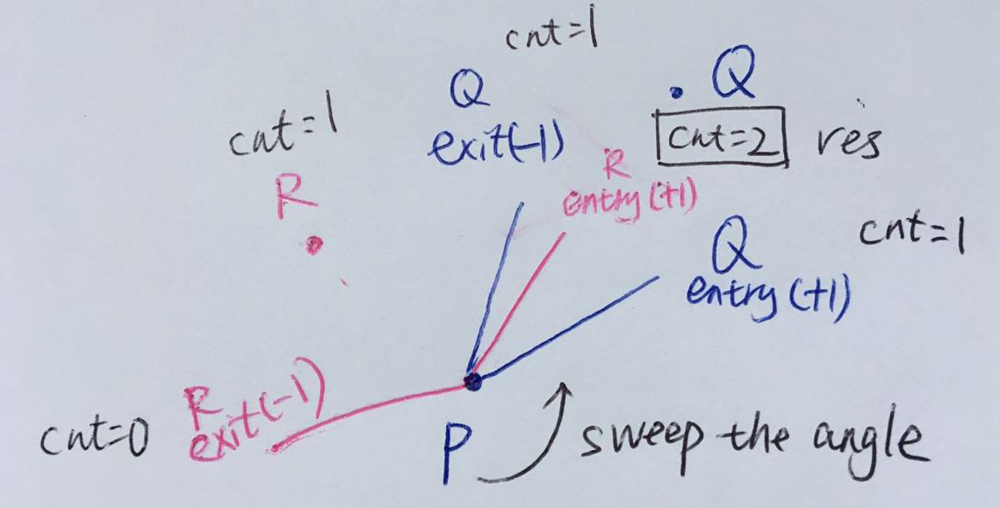 cnt=1
Q
Q
cnt=1
exit(-1)
cnt=2
res
R
R
entry(+1)
Q
cnt=1
entry(+1)
R
exit(-1)
cnt=0
P
sweep the angle